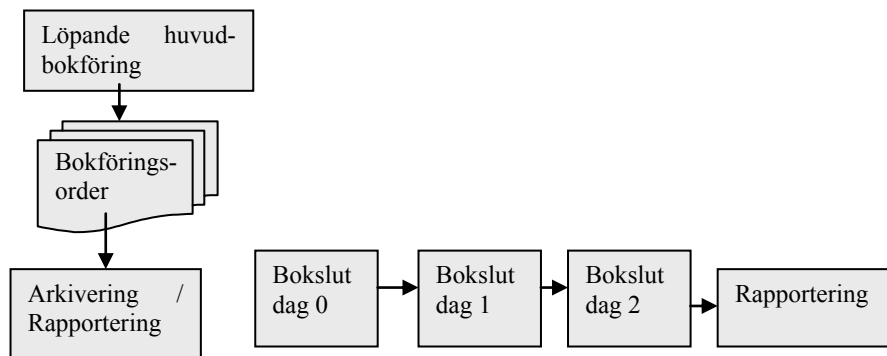 Löpande huvud-
bokföring
Bokförings-
order
Arkivering /
Rapportering
Bokslut
dag 0
Bokslut
dag 1
Bokslut
dag 2
Rapportering